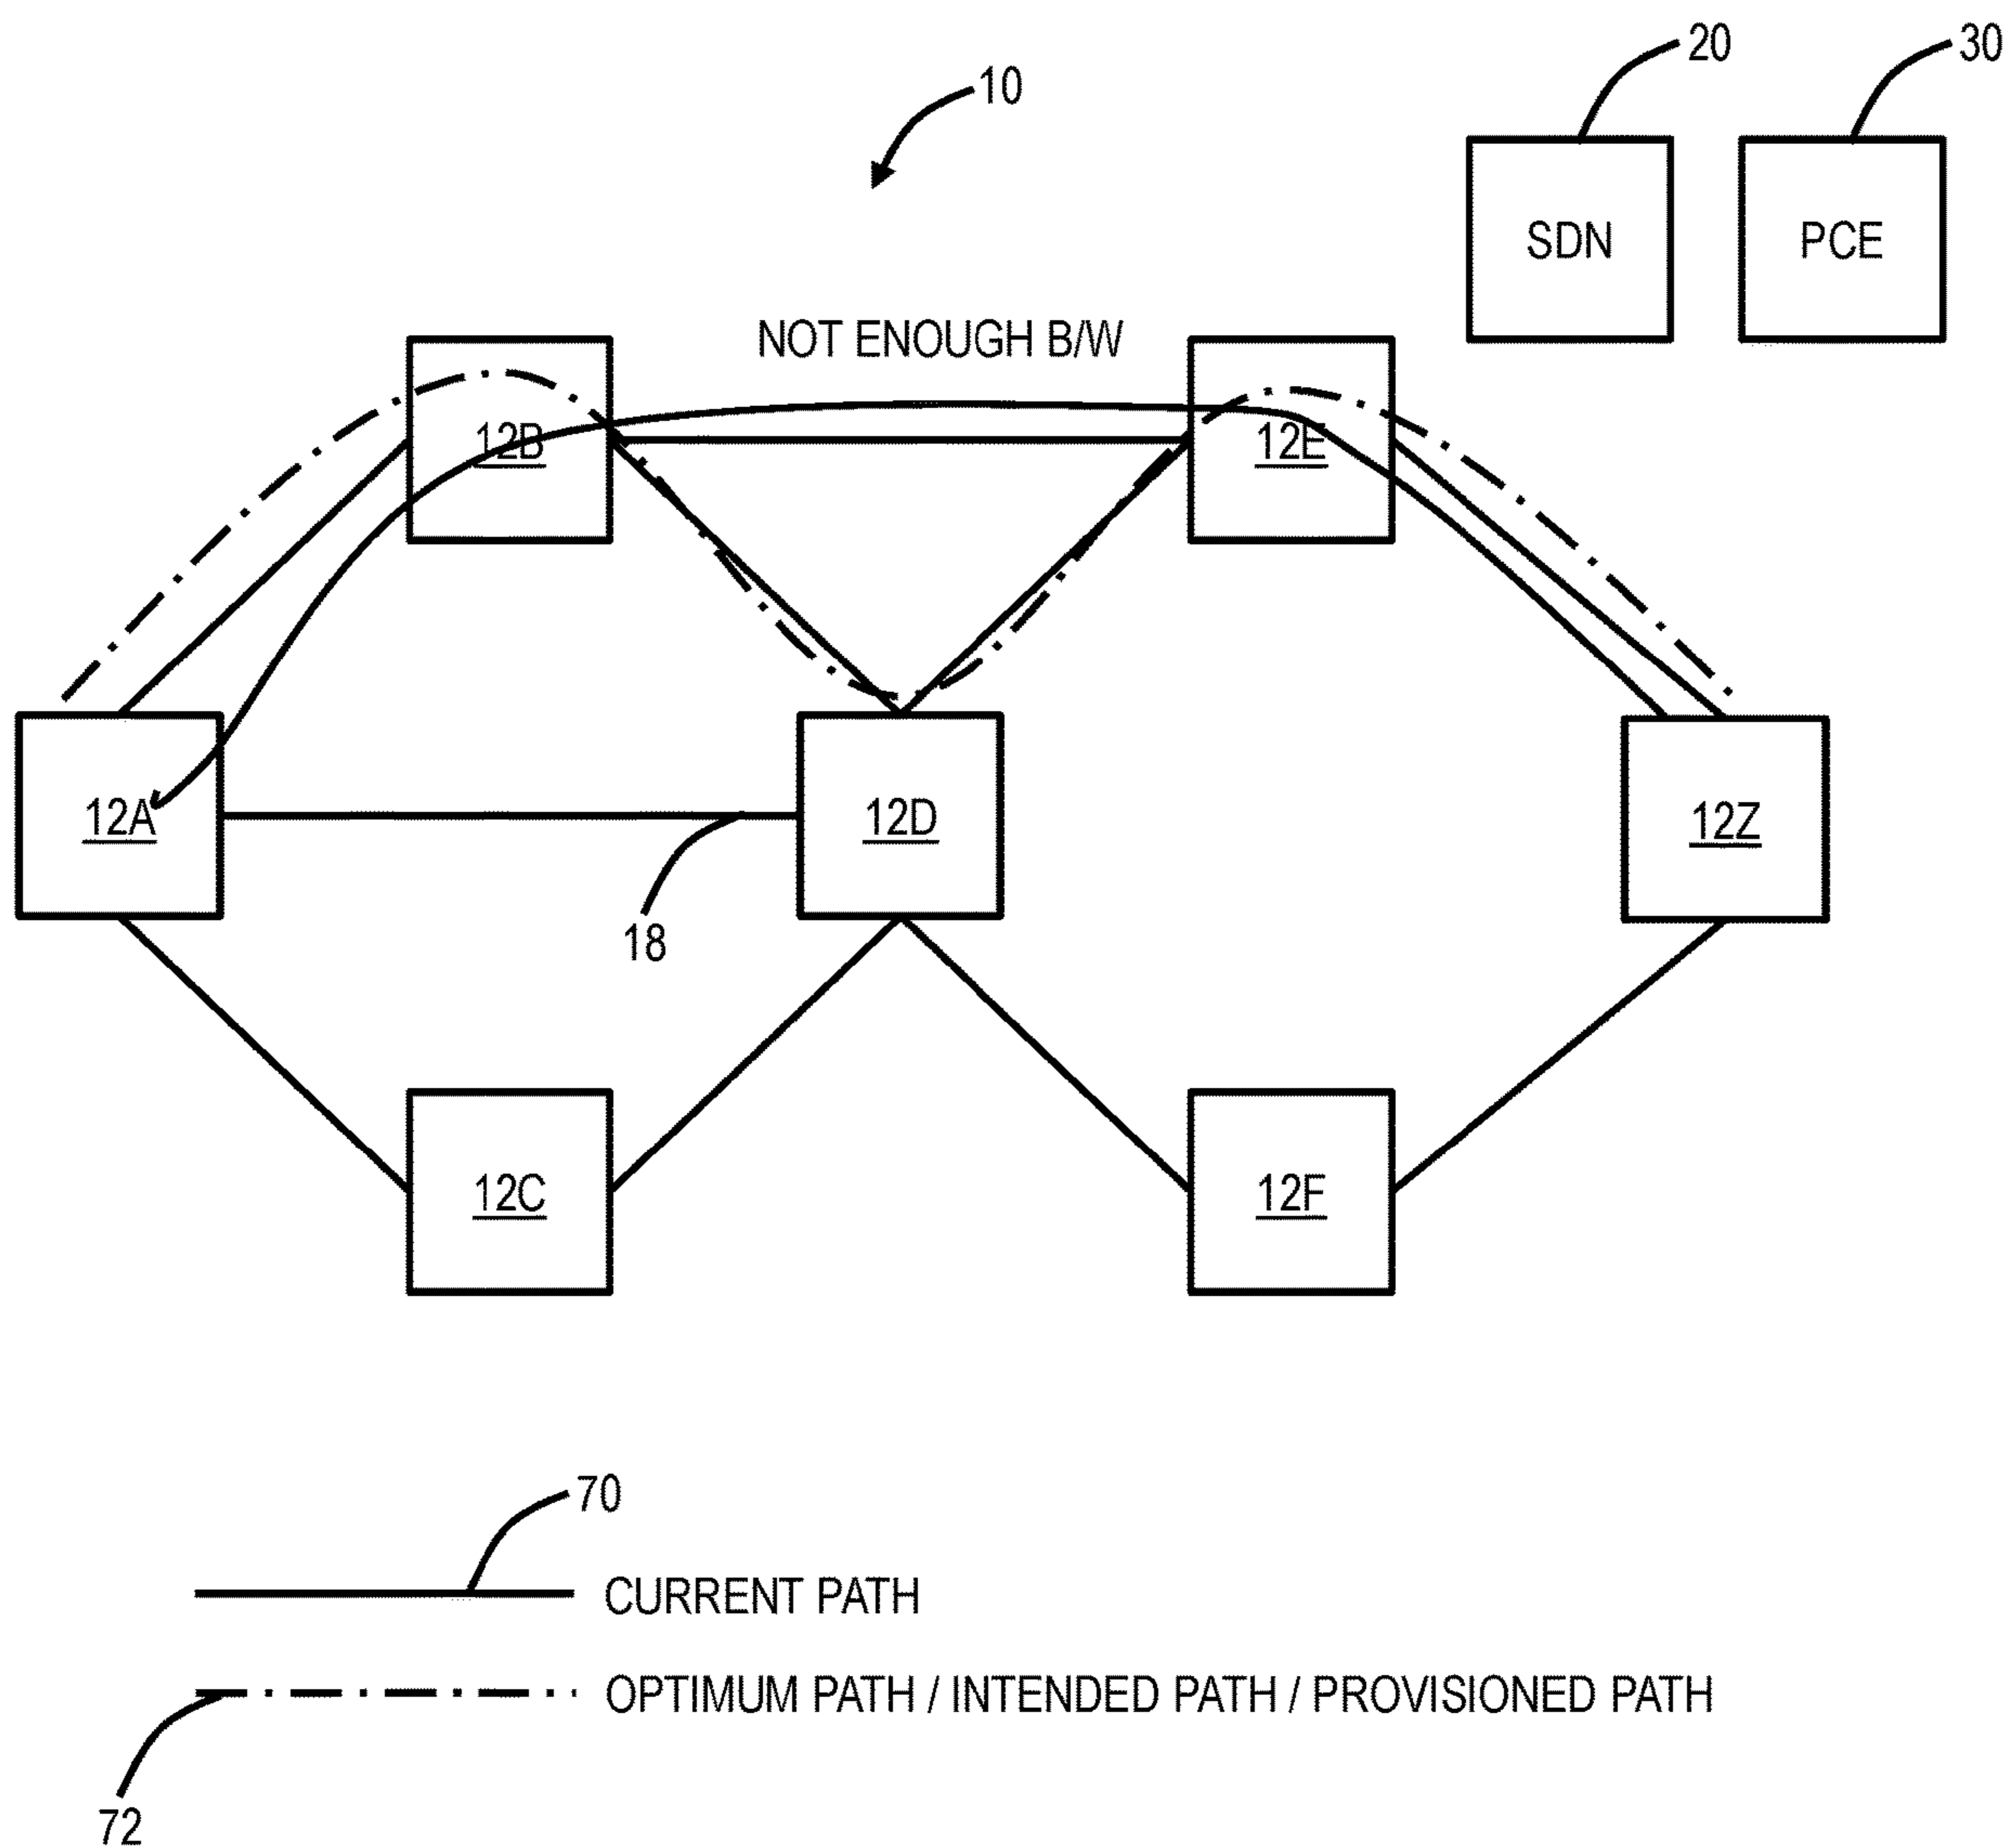 20
30
10
SDN
PCE
NOT ENOUGH B/W
12B
12E
12A
12D
12Z
18
12C
12F
70
CURRENT PATH
OPTIMUM PATH / INTENDED PATH / PROVISIONED PATH
72